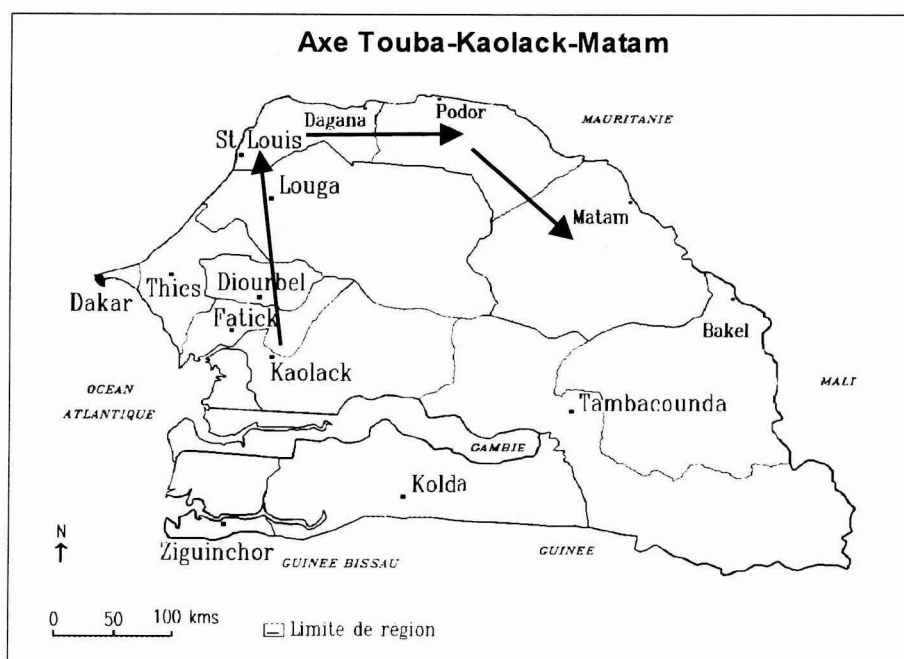 Axe Touba-Kaolack-Matam
Podor
Dagana
MAURITANIE
St Louis
Louga
Matam
Thics
Diourbel
Dakar
Fatick
Bakel
Kaolack
OCEAN
ATLANTIQUE
MALI
Tambacounda
GAMBIE
Kolda
N
Ziguinchor
GUINEE BISSAU
GUINEE
0 50 100 kms
Limite de région